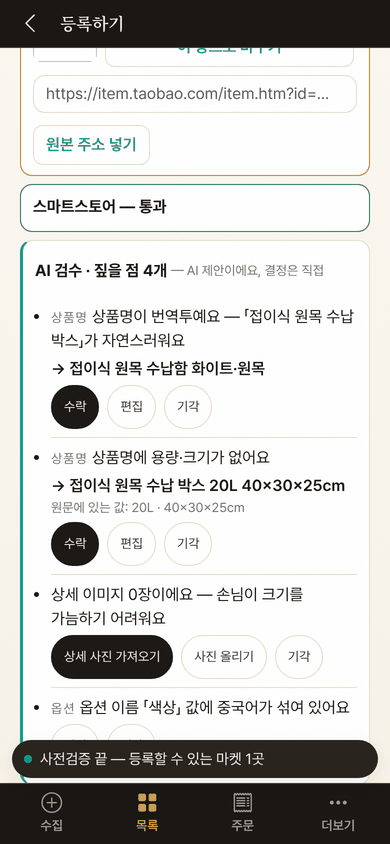 등록하기
https://item.taobao.com/item.htm?id=...
원본 주소 넣기
스마트스토어 — 통과
AI 검수 · 짚을 점 4개 — AI 제안이에요, 결정은 직접
• 상품명 상품명이 번역투예요 — 「접이식 원목 수납
박스」가 자연스러워요
→ 접이식 원목 수납함 화이트·원목
수락 편집 기각
• 상품명 상품명에 용량·크기가 없어요
→ 접이식 원목 수납 박스 20L 40×30×25cm
원문에 있는 값: 20L · 40×30×25cm
수락 편집 기각
• 상세 이미지 0장이에요 — 손님이 크기를
가늠하기 어려워요
상세 사진 가져오기 사진 올리기 기각
• 옵션 옵션 이름 「색상」 값에 중국어가 섞여 있어요
사전검증 끝 — 등록할 수 있는 마켓 1곳
수집 목록 주문 더보기